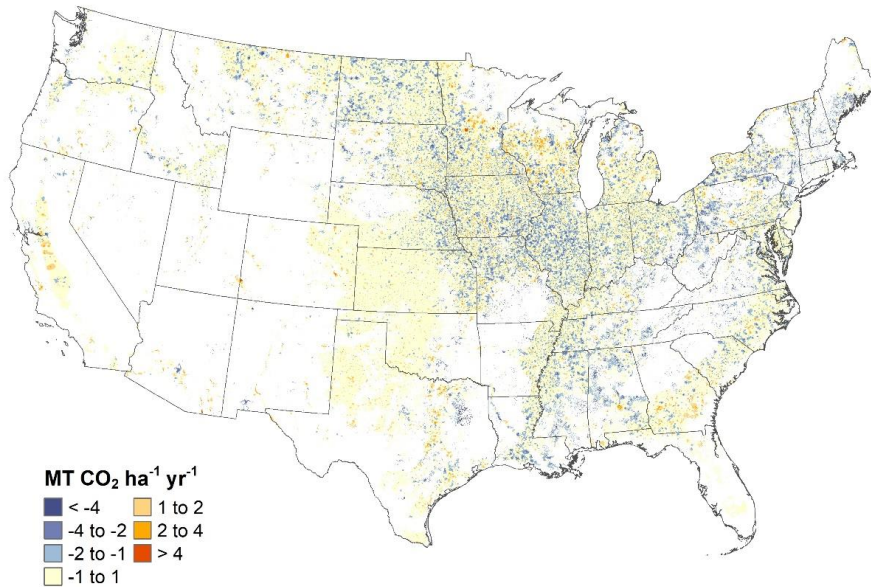 MT CO₂ ha⁻¹ yr⁻¹
< -4
1 to 2
-4 to -2
2 to 4
-2 to -1
> 4
-1 to 1